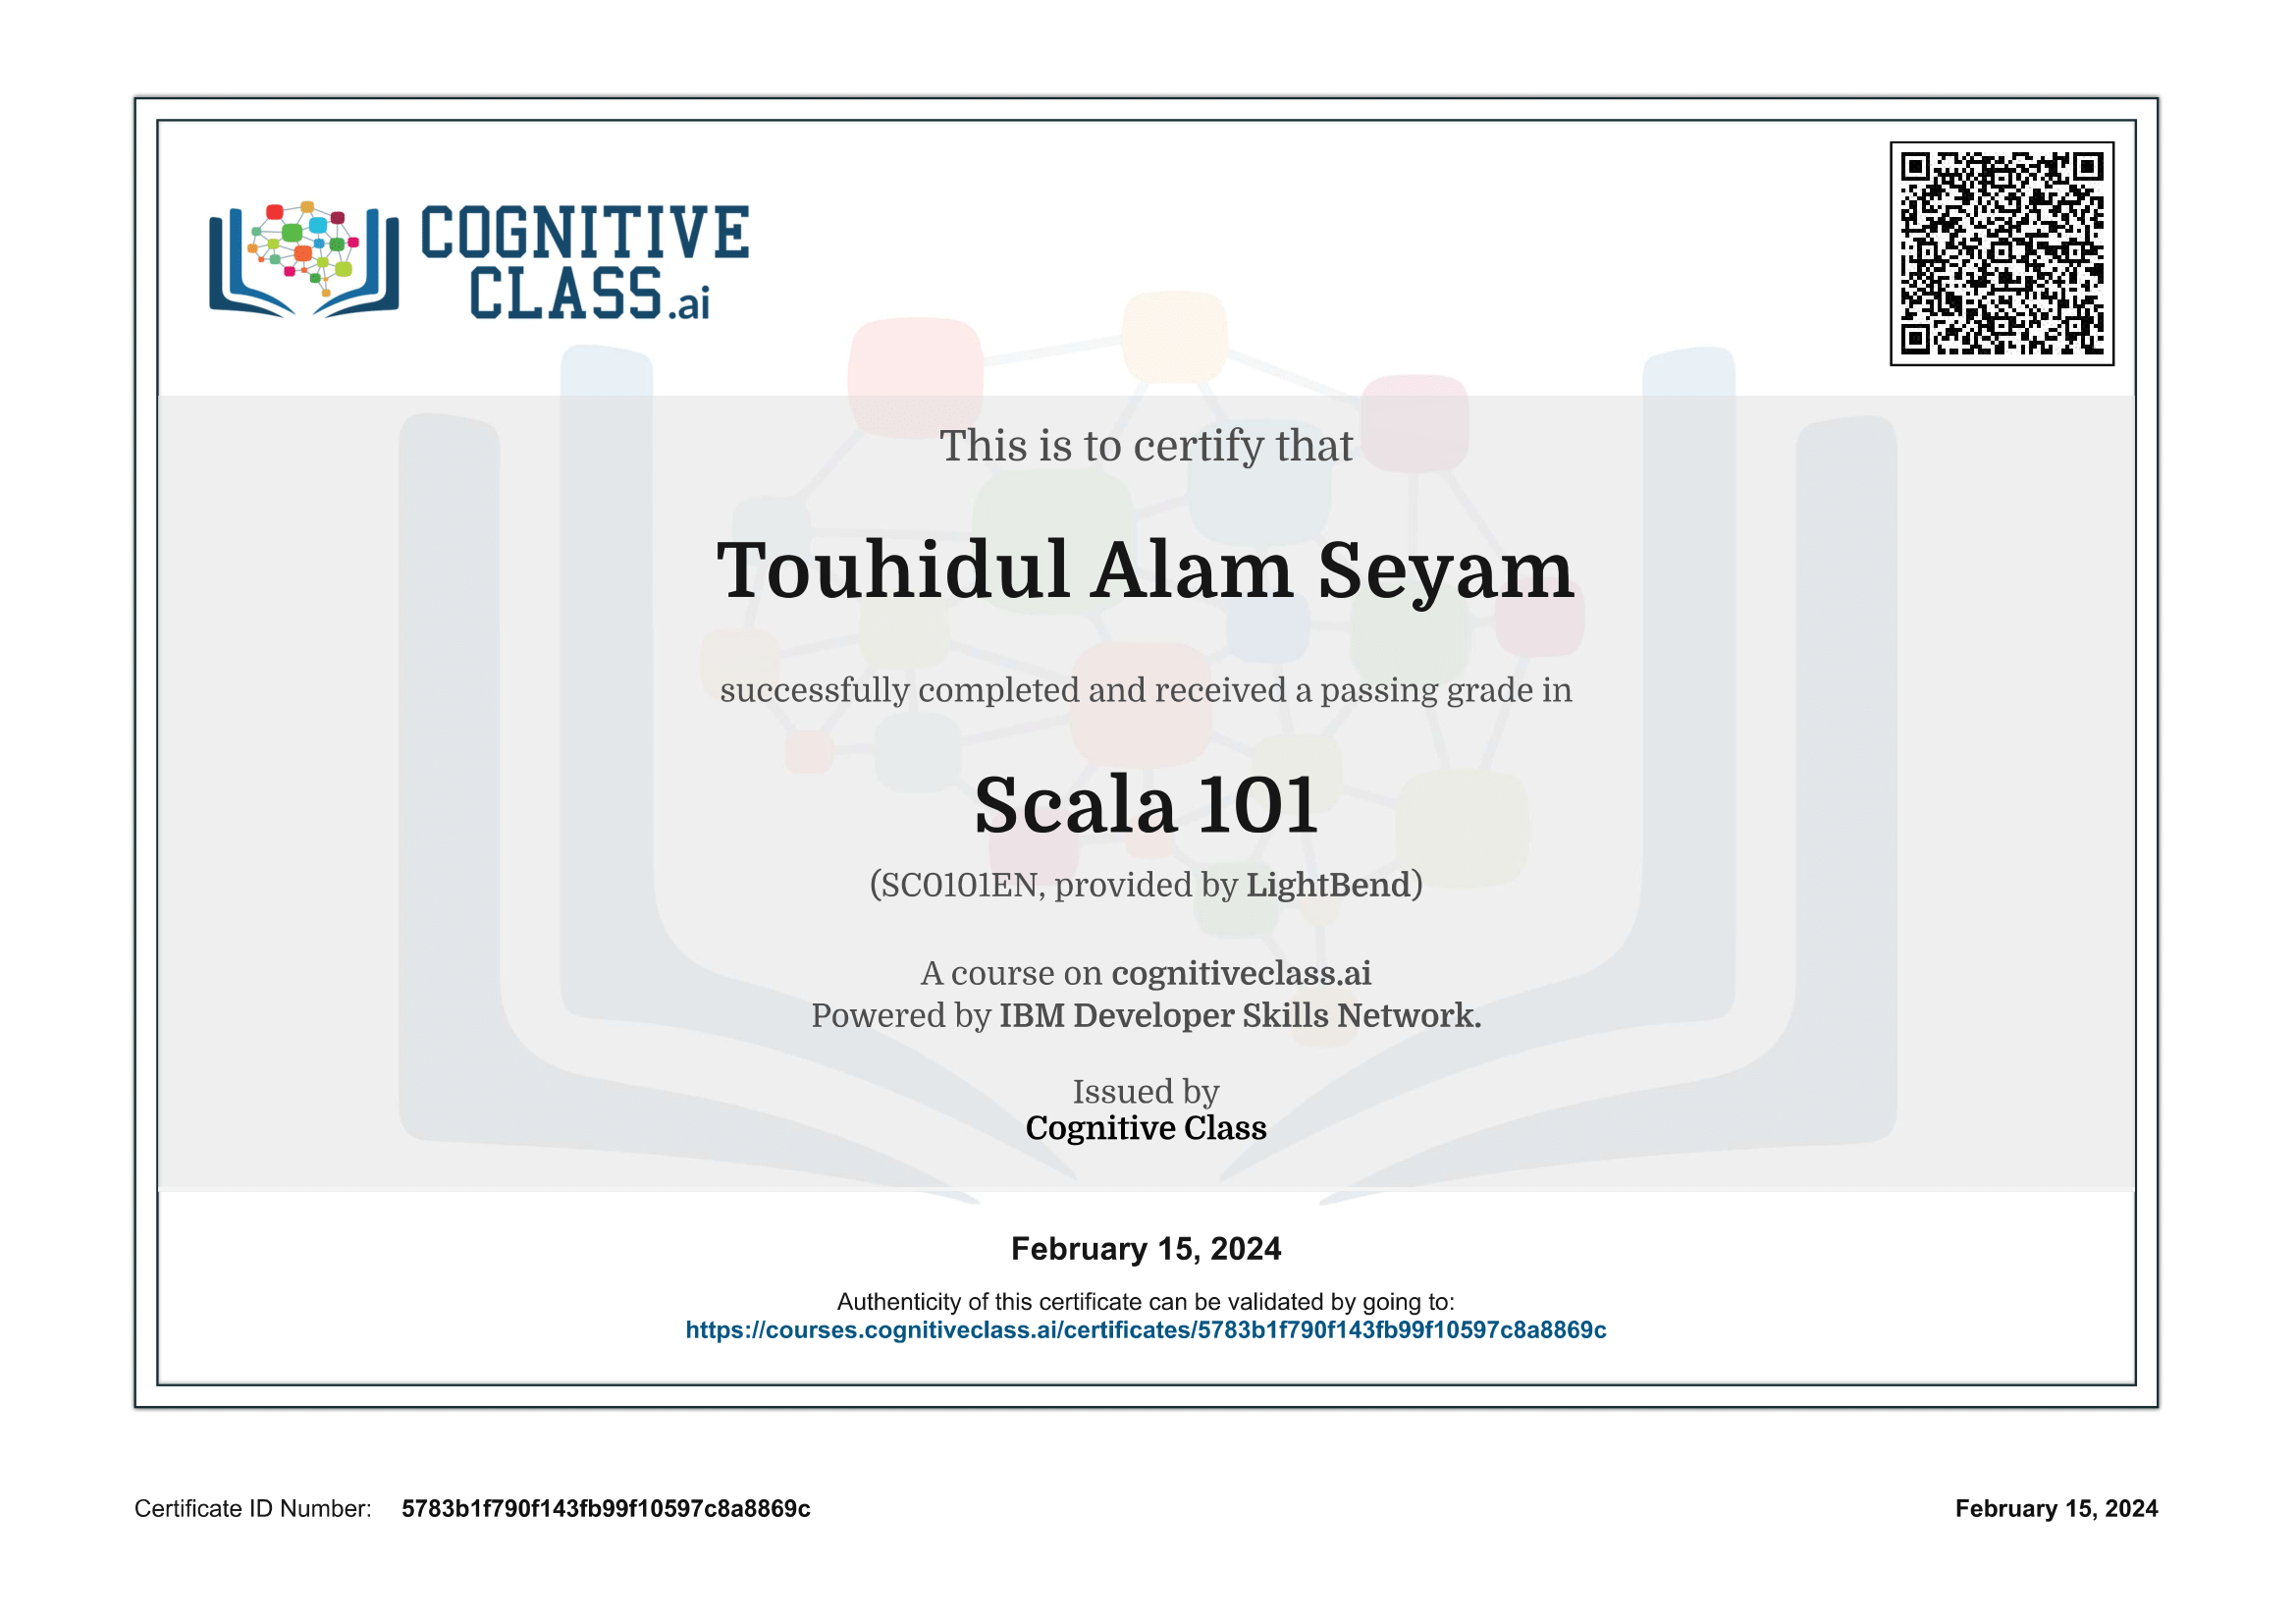 COGNITIVE
CLASS.ai
This is to certify that
Touhidul Alam Seyam
successfully completed and received a passing grade in
Scala 101
(SC0101EN, provided by LightBend)
A course on cognitiveclass.ai
Powered by IBM Developer Skills Network.
Issued by
Cognitive Class
February 15, 2024
Authenticity of this certificate can be validated by going to:
https://courses.cognitiveclass.ai/certificates/5783b1f790f143fb99f10597c8a8869c
Certificate ID Number: 5783b1f790f143fb99f10597c8a8869c
February 15, 2024